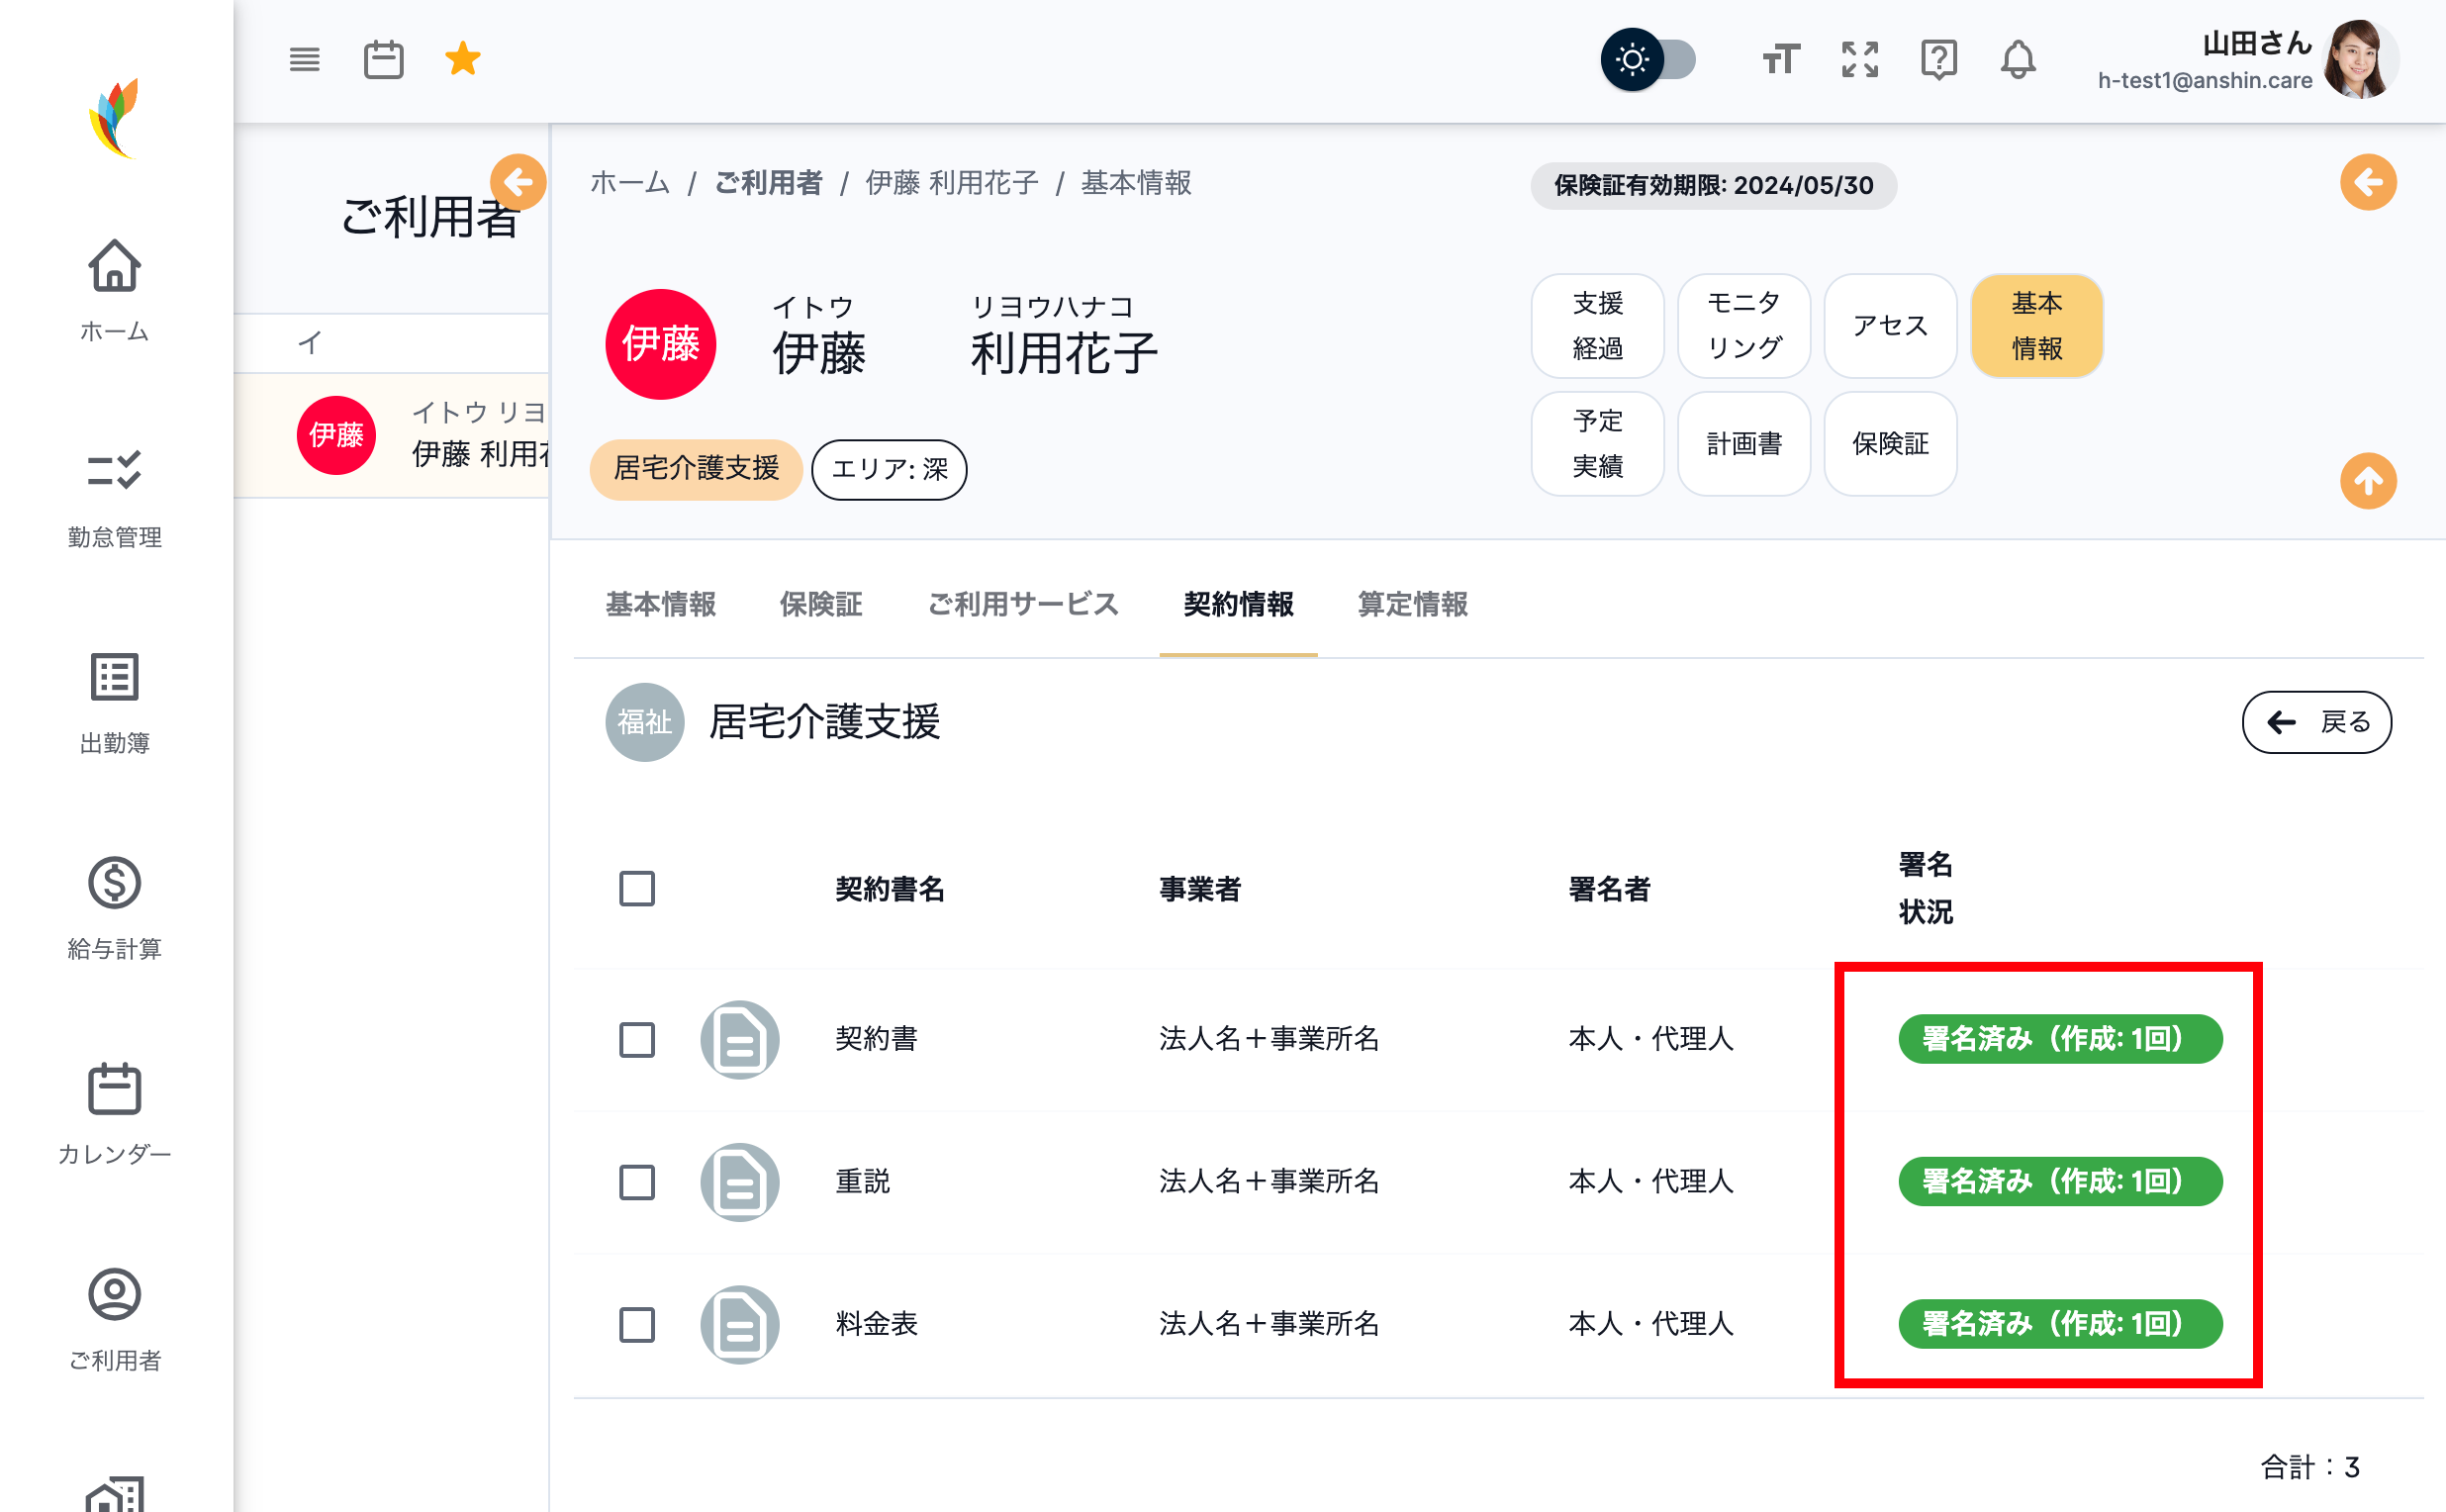 山田さん
h-test1@anshin.care
ホーム
勤怠管理
出勤簿
給与計算
カレンダー
ご利用者
ご利用者
イ
伊藤
イトウ リヨ
伊藤 利用花
ホーム / ご利用者 / 伊藤 利用花子 / 基本情報
保険証有効期限: 2024/05/30
伊藤
イトウ リヨウハナコ
伊藤 利用花子
居宅介護支援
エリア: 深
支援
経過
モニタ
リング
アセス
基本
情報
予定
実績
計画書
保険証
基本情報 保険証 ご利用サービス 契約情報 算定情報
福祉 居宅介護支援
戻る
契約書名 事業者 署名者 署名
状況
契約書 法人名＋事業所名 本人・代理人 署名済み（作成: 1回）
重説 法人名＋事業所名 本人・代理人 署名済み（作成: 1回）
料金表 法人名＋事業所名 本人・代理人 署名済み（作成: 1回）
合計：3